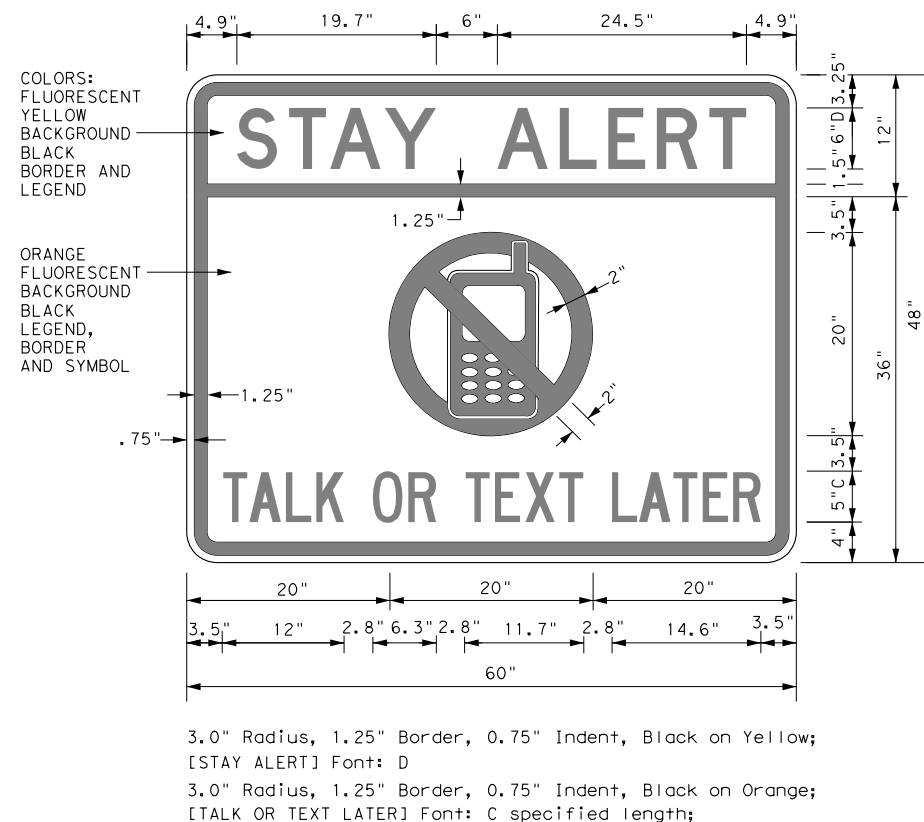 4.9" 19.7" 6" 24.5" 4.9"
COLORS:
FLUORESCENT
YELLOW
BACKGROUND
BLACK
BORDER AND
LEGEND
STAY ALERT
3.25"
6"D
1.5"
12"
1.25"
3.5"
ORANGE
FLUORESCENT
BACKGROUND
BLACK
LEGEND,
BORDER
AND SYMBOL
2"
20"
36"
48"
1.25"
2"
.75"
3.5"
TALK OR TEXT LATER
5"C
4"
20" 20" 20"
3.5" 12" 2.8" 6.3" 2.8" 11.7" 2.8" 14.6" 3.5"
60"
3.0" Radius, 1.25" Border, 0.75" Indent, Black on Yellow;
[STAY ALERT] Font: D
3.0" Radius, 1.25" Border, 0.75" Indent, Black on Orange;
[TALK OR TEXT LATER] Font: C specified length;